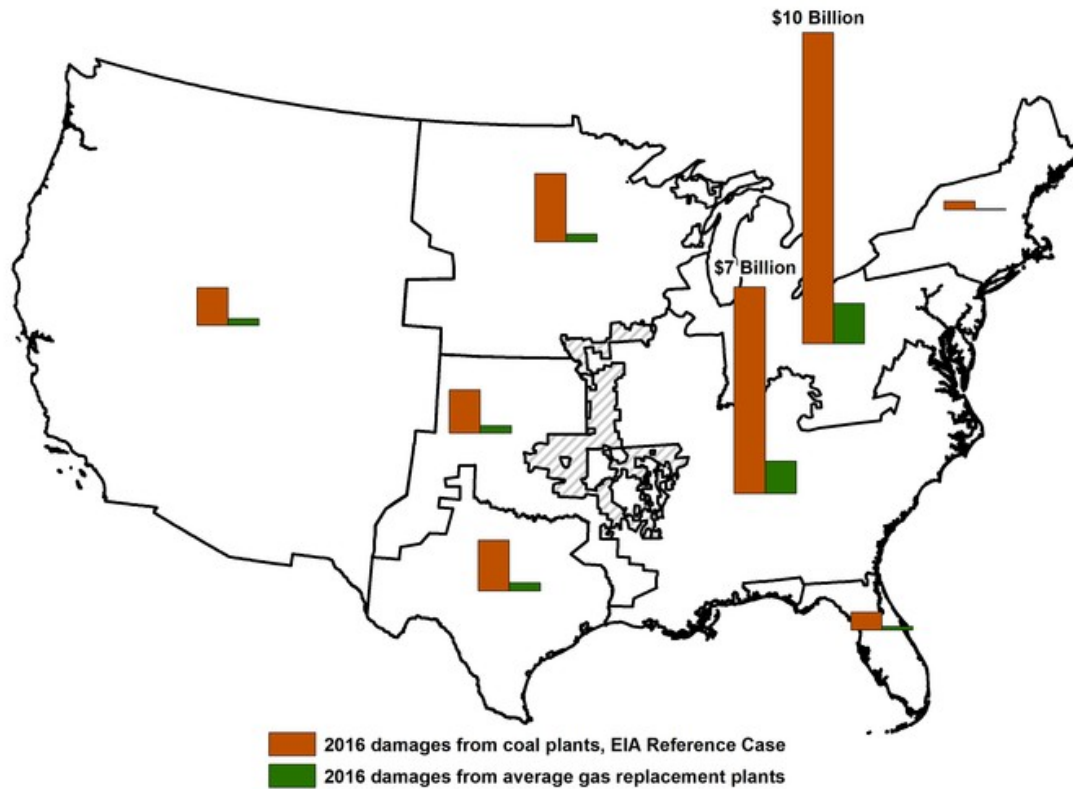 $10 Billion
$7 Billion
2016 damages from coal plants, EIA Reference Case
2016 damages from average gas replacement plants